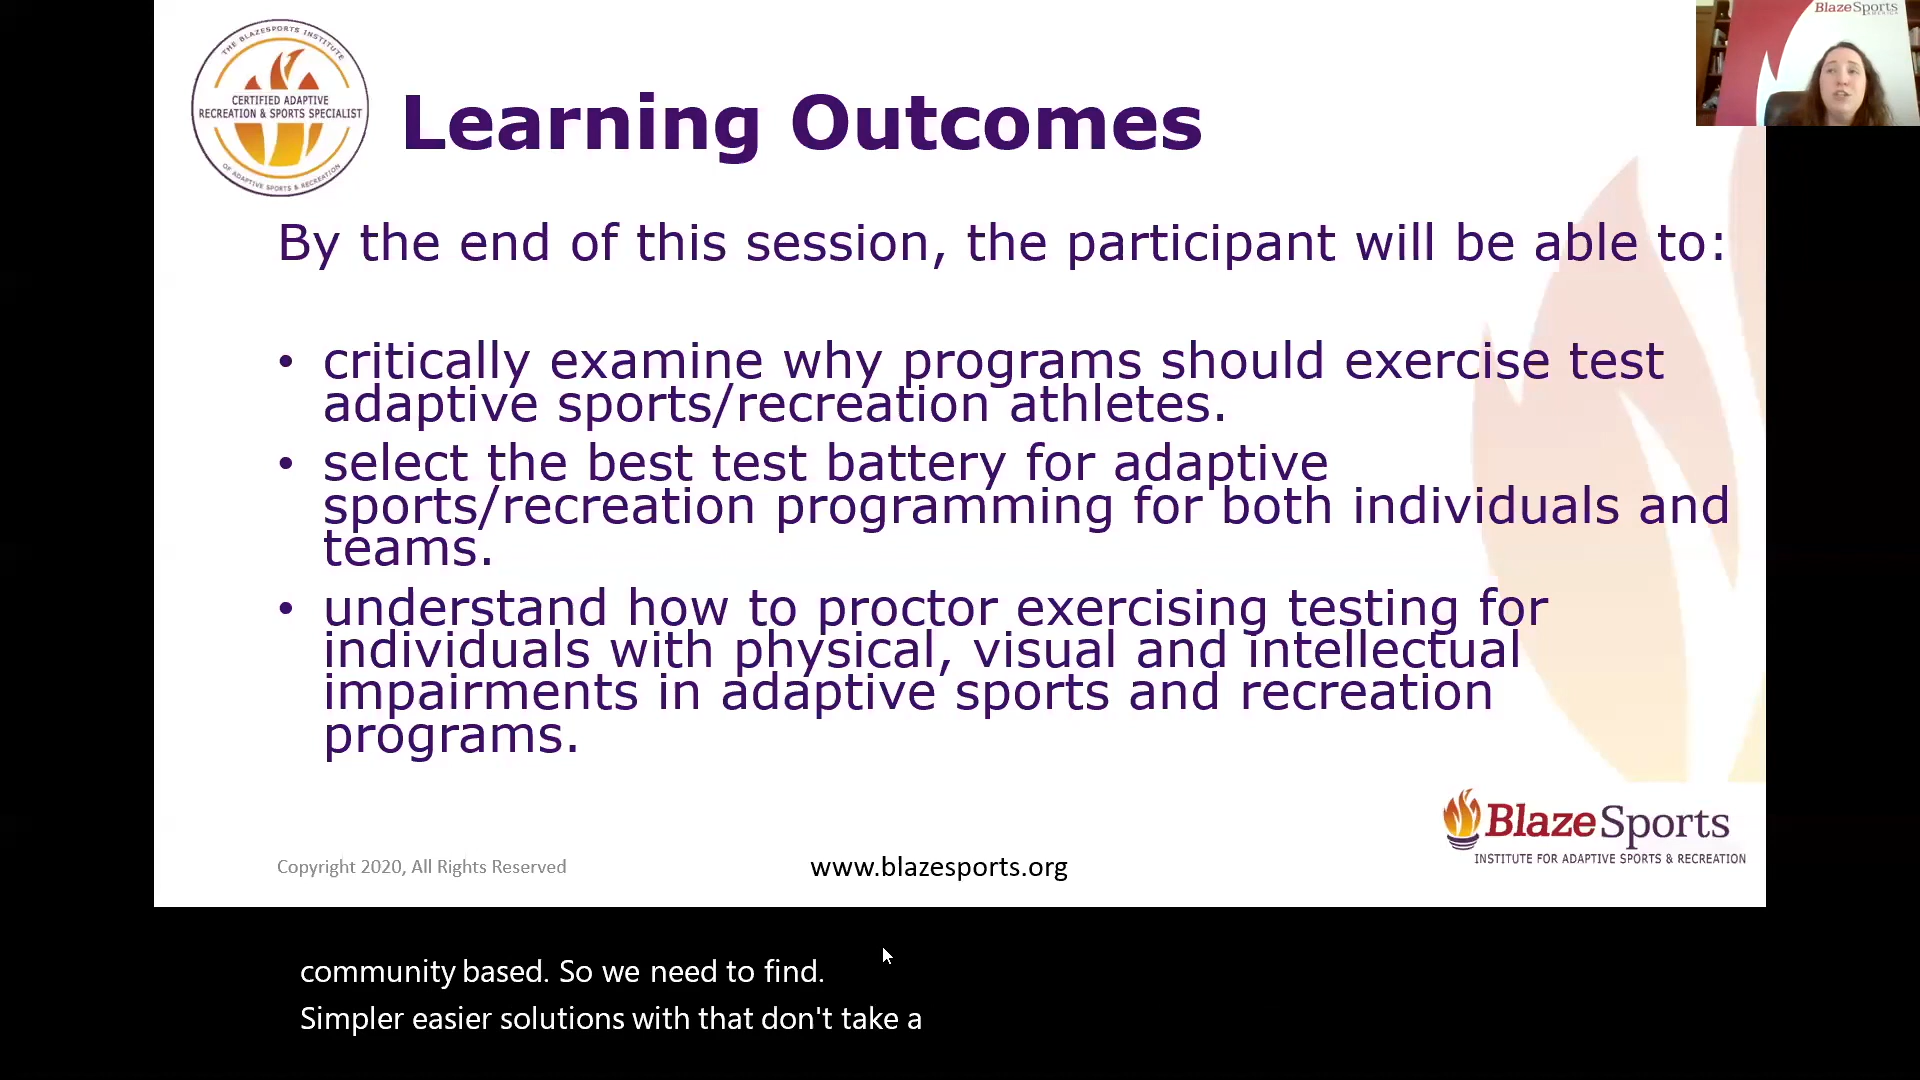 THE BLAZESPORTS INSTITUTE
CERTIFIED ADAPTIVE
RECREATION & SPORTS SPECIALIST
OF ADAPTIVE SPORTS & RECREATION
BlazeSports
AMERICA
Learning Outcomes
By the end of this session, the participant will be able to:
• critically examine why programs should exercise test
adaptive sports/recreation athletes.
• select the best test battery for adaptive
sports/recreation programming for both individuals and
teams.
• understand how to proctor exercising testing for
individuals with physical, visual and intellectual
impairments in adaptive sports and recreation
programs.
BlazeSports
INSTITUTE FOR ADAPTIVE SPORTS & RECREATION
Copyright 2020, All Rights Reserved
www.blazesports.org
community based. So we need to find.
Simpler easier solutions with that don't take a